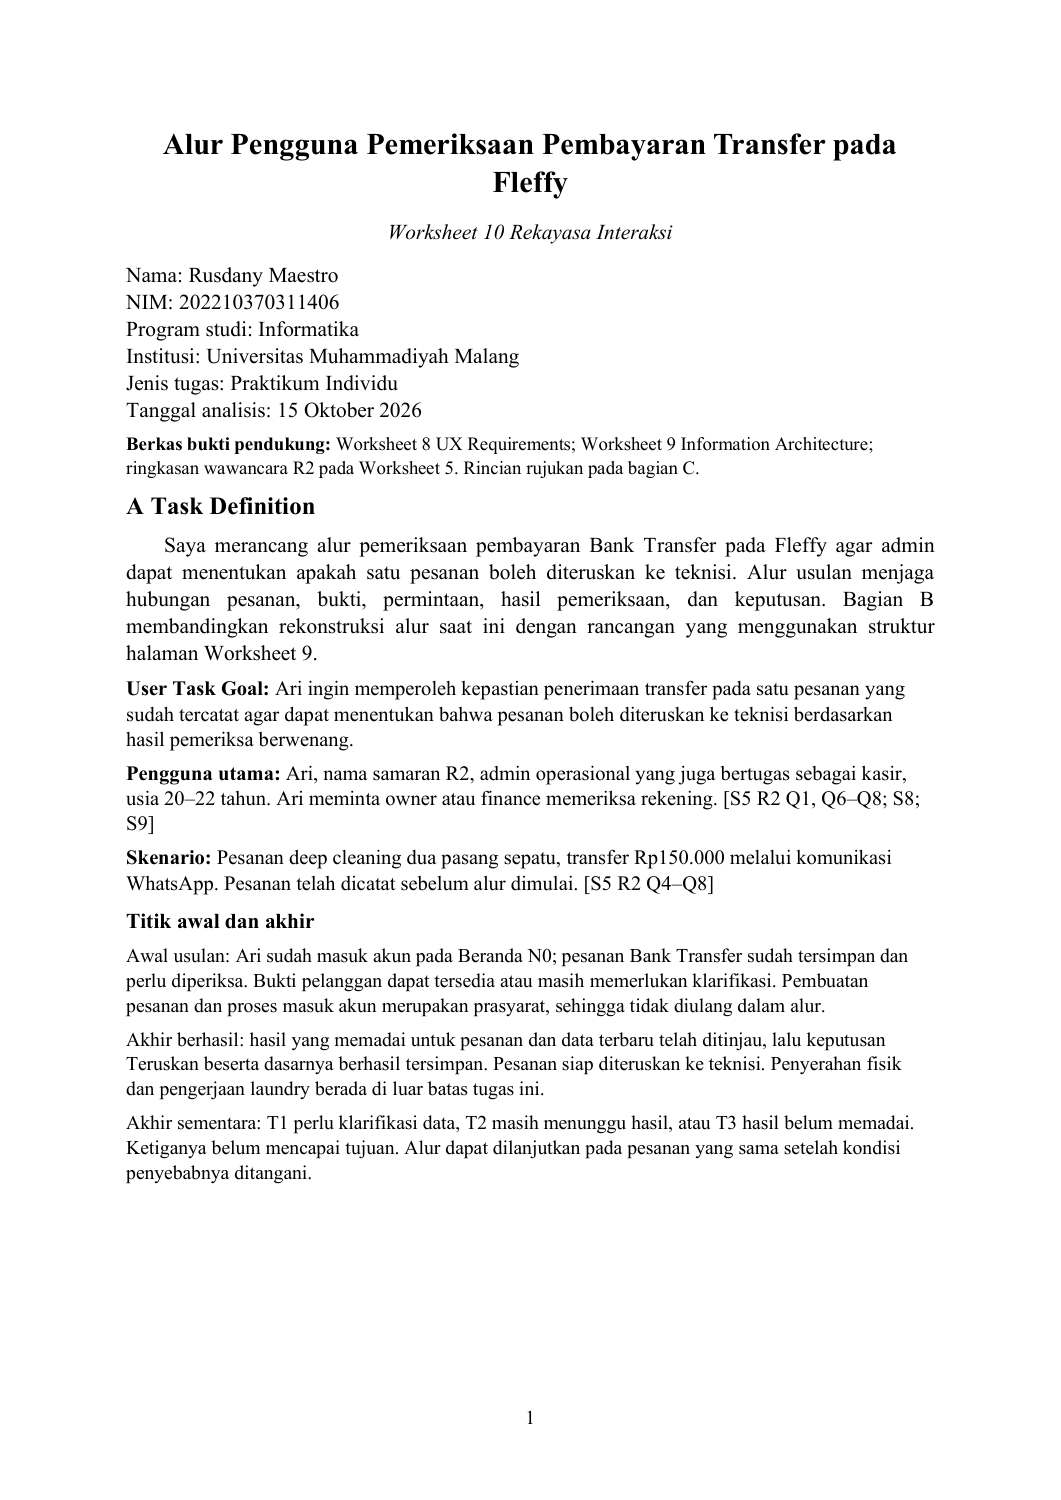 Alur Pengguna Pemeriksaan Pembayaran Transfer pada
Fleffy
Worksheet 10 Rekayasa Interaksi
Nama: Rusdany Maestro
NIM: 202210370311406
Program studi: Informatika
Institusi: Universitas Muhammadiyah Malang
Jenis tugas: Praktikum Individu
Tanggal analisis: 15 Oktober 2026
Berkas bukti pendukung: Worksheet 8 UX Requirements; Worksheet 9 Information Architecture;
ringkasan wawancara R2 pada Worksheet 5. Rincian rujukan pada bagian C.
A Task Definition
Saya merancang alur pemeriksaan pembayaran Bank Transfer pada Fleffy agar admin
dapat menentukan apakah satu pesanan boleh diteruskan ke teknisi. Alur usulan menjaga
hubungan pesanan, bukti, permintaan, hasil pemeriksaan, dan keputusan. Bagian B
membandingkan rekonstruksi alur saat ini dengan rancangan yang menggunakan struktur
halaman Worksheet 9.
User Task Goal: Ari ingin memperoleh kepastian penerimaan transfer pada satu pesanan yang
sudah tercatat agar dapat menentukan bahwa pesanan boleh diteruskan ke teknisi berdasarkan
hasil pemeriksa berwenang.
Pengguna utama: Ari, nama samaran R2, admin operasional yang juga bertugas sebagai kasir,
usia 20–22 tahun. Ari meminta owner atau finance memeriksa rekening. [S5 R2 Q1, Q6–Q8; S8;
S9]
Skenario: Pesanan deep cleaning dua pasang sepatu, transfer Rp150.000 melalui komunikasi
WhatsApp. Pesanan telah dicatat sebelum alur dimulai. [S5 R2 Q4–Q8]
Titik awal dan akhir
Awal usulan: Ari sudah masuk akun pada Beranda N0; pesanan Bank Transfer sudah tersimpan dan
perlu diperiksa. Bukti pelanggan dapat tersedia atau masih memerlukan klarifikasi. Pembuatan
pesanan dan proses masuk akun merupakan prasyarat, sehingga tidak diulang dalam alur.
Akhir berhasil: hasil yang memadai untuk pesanan dan data terbaru telah ditinjau, lalu keputusan
Teruskan beserta dasarnya berhasil tersimpan. Pesanan siap diteruskan ke teknisi. Penyerahan fisik
dan pengerjaan laundry berada di luar batas tugas ini.
Akhir sementara: T1 perlu klarifikasi data, T2 masih menunggu hasil, atau T3 hasil belum memadai.
Ketiganya belum mencapai tujuan. Alur dapat dilanjutkan pada pesanan yang sama setelah kondisi
penyebabnya ditangani.
1